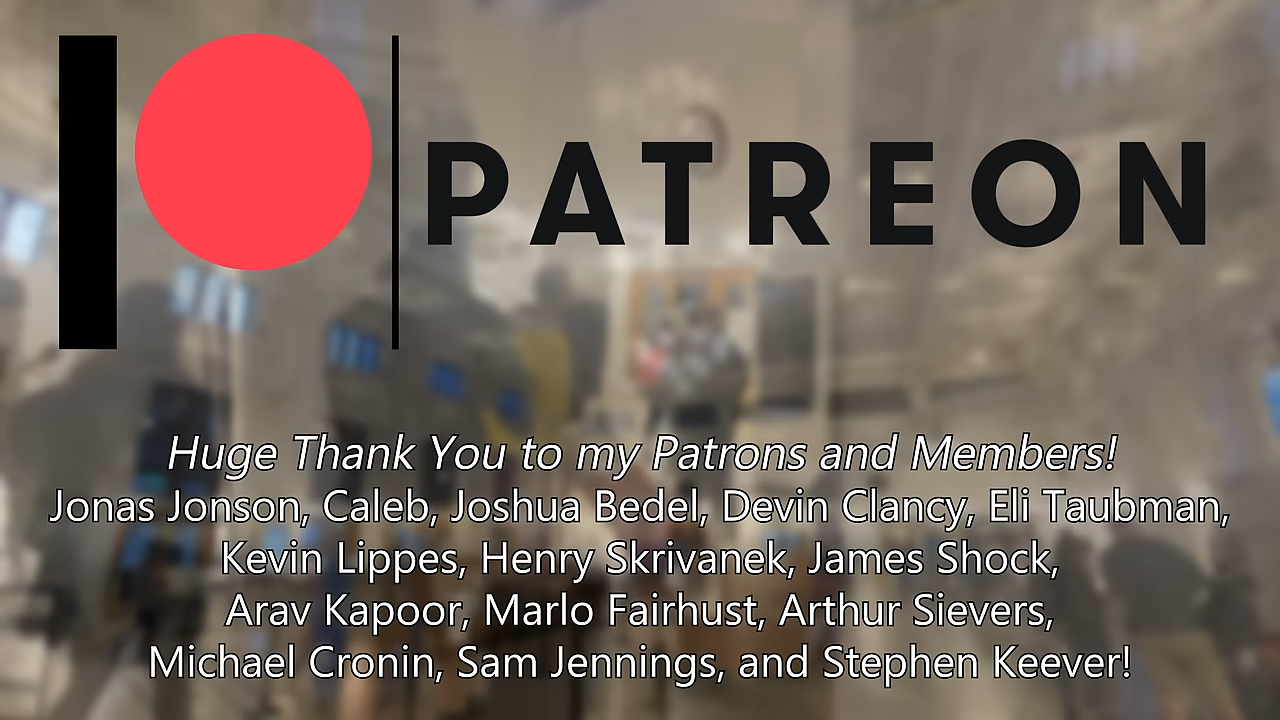 PATREON
Huge Thank You to my Patrons and Members!
Jonas Jonson, Caleb, Joshua Bedel, Devin Clancy, Eli Taubman,
Kevin Lippes, Henry Skrivanek, James Shock,
Arav Kapoor, Marlo Fairhust, Arthur Sievers,
Michael Cronin, Sam Jennings, and Stephen Keever!